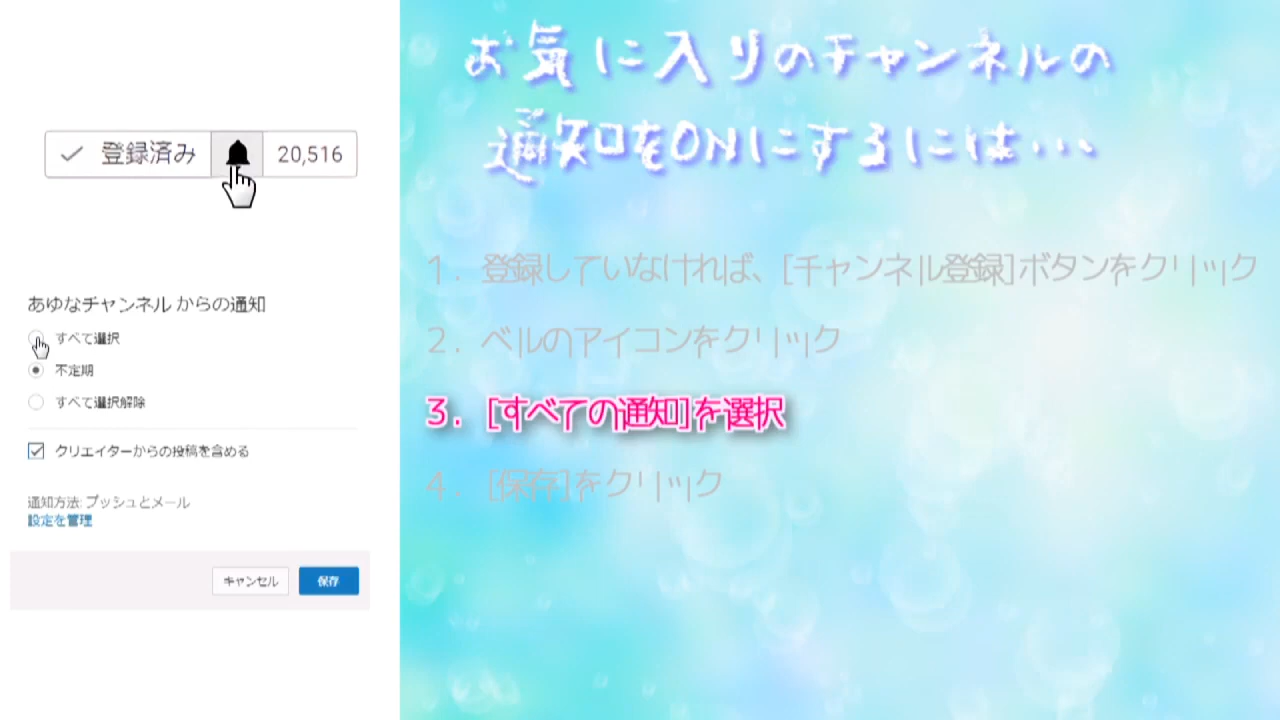 登録済み 20,516
あゆなチャンネル からの通知
すべて選択
不定期
すべて選択解除
クリエイターからの投稿を含める
通知方法: プッシュとメール
設定を管理
キャンセル 保存
お気に入りのチャンネルの
通知をONにするには・・・
1. 登録していなければ、[チャンネル登録]ボタンをクリック
2. ベルのアイコンをクリック
3. [すべての通知]を選択
4. [保存]をクリック